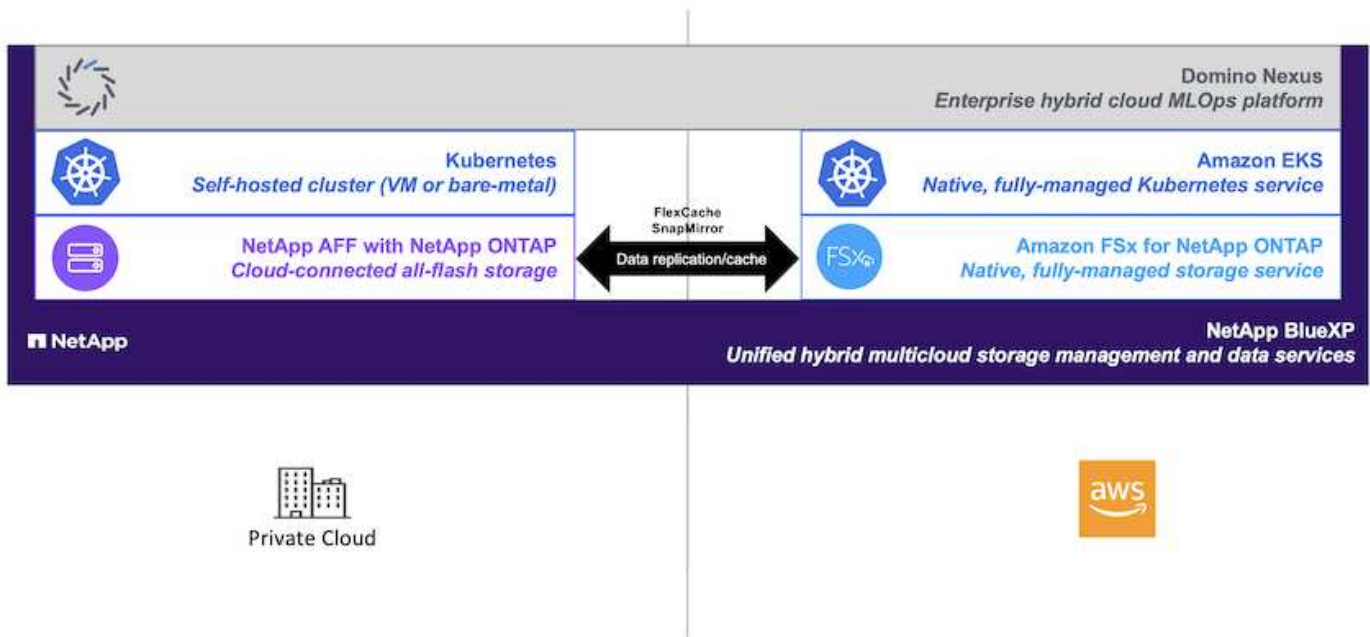 Domino Nexus
Enterprise hybrid cloud MLOps platform
Kubernetes
Self-hosted cluster (VM or bare-metal)
NetApp AFF with NetApp ONTAP
Cloud-connected all-flash storage
FlexCache
SnapMirror
Data replication/cache
Amazon EKS
Native, fully-managed Kubernetes service
FSx
Amazon FSx for NetApp ONTAP
Native, fully-managed storage service
NetApp
NetApp BlueXP
Unified hybrid multicloud storage management and data services
Private Cloud
aws